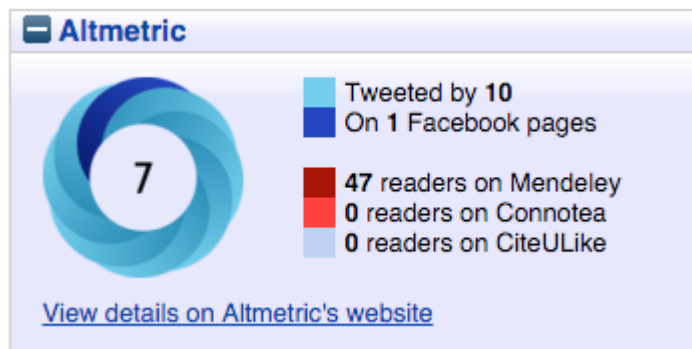 Altmetric
7
Tweeted by 10
On 1 Facebook pages
47 readers on Mendeley
0 readers on Connotea
0 readers on CiteULike
View details on Altmetric's website